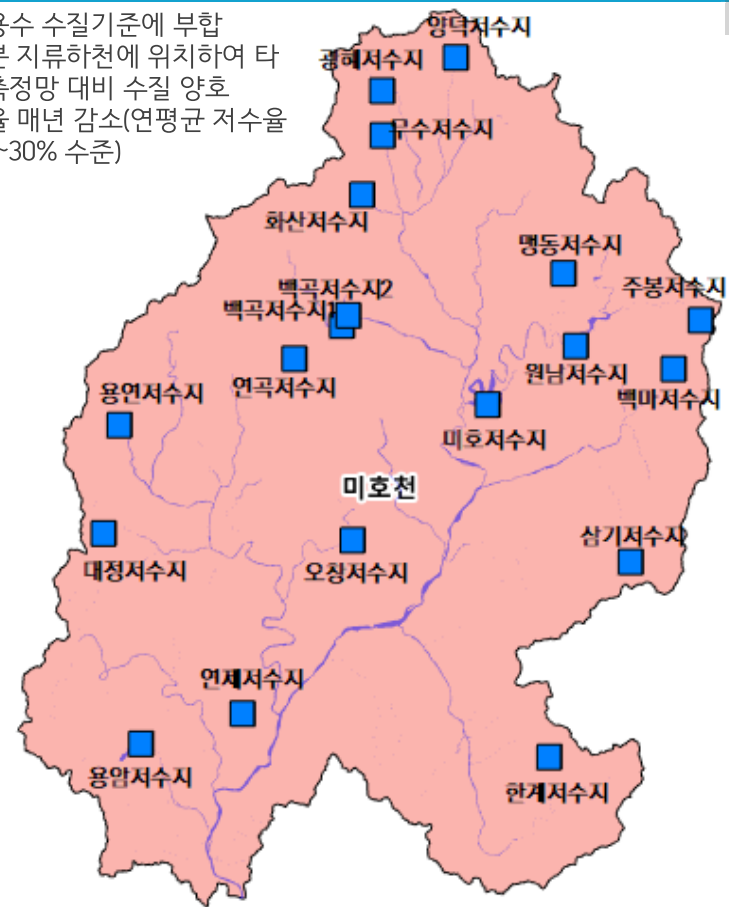 용수 수질기준에 부합
본 지류하천에 위치하여 타
측정망 대비 수질 양호
율 매년 감소(연평균 저수율
~30% 수준)
양덕저수지
광혜저수지
무수저수지
화산저수지
맹동저수지
백곡저수지2
주봉저수지
백곡저수지1
원남저수지
연곡저수지
용연저수지
백마저수지
미호저수지
미호천
삼기저수지
대정저수지
오창저수지
연제저수지
용암저수지
한계저수지